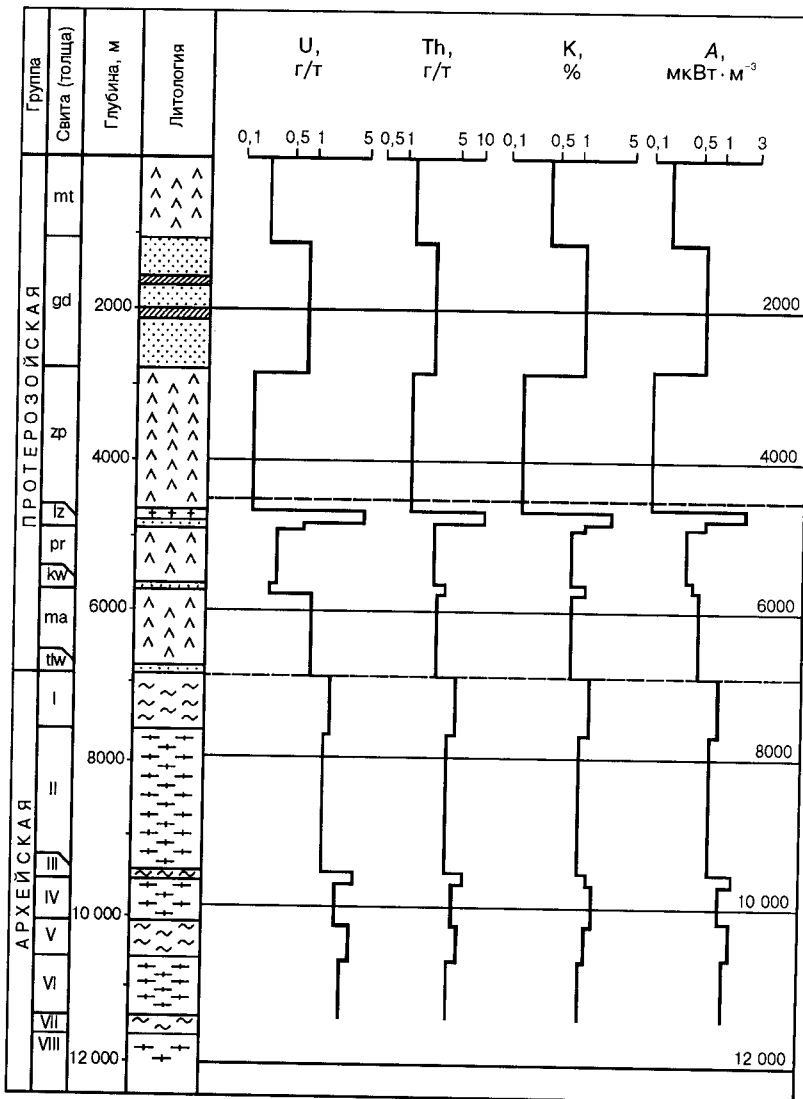 Группа
Свита (толща)
Глубина, м
Литология
U,
г/т
Th,
г/т
K,
%
A,
мкВт · м⁻³
0,1 0,5 1 5
0,51 5 10
0,1 0,5 1 5
0,1 0,5 1 3
ПРОТЕРОЗОЙСКАЯ
mt
gd
2000
2000
zp
4000
4000
lz
pr
kw
6000
6000
ma
tlw
АРХЕЙСКАЯ
I
8000
8000
II
III
IV
10 000
10 000
V
VI
VII
VIII
12 000
12 000